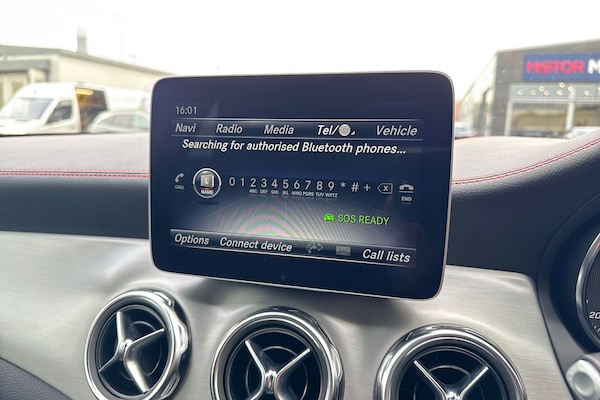 16:01
Navi Radio Media Tel/ Vehicle
Searching for authorised Bluetooth phones...
CALL NAME 0 1 2 3 4 5 6 7 8 9 * # + END
ABC DEF GHI JKL MNO PQRS TUV WXYZ
SOS READY
Options Connect device Call lists
MOTOR M
20